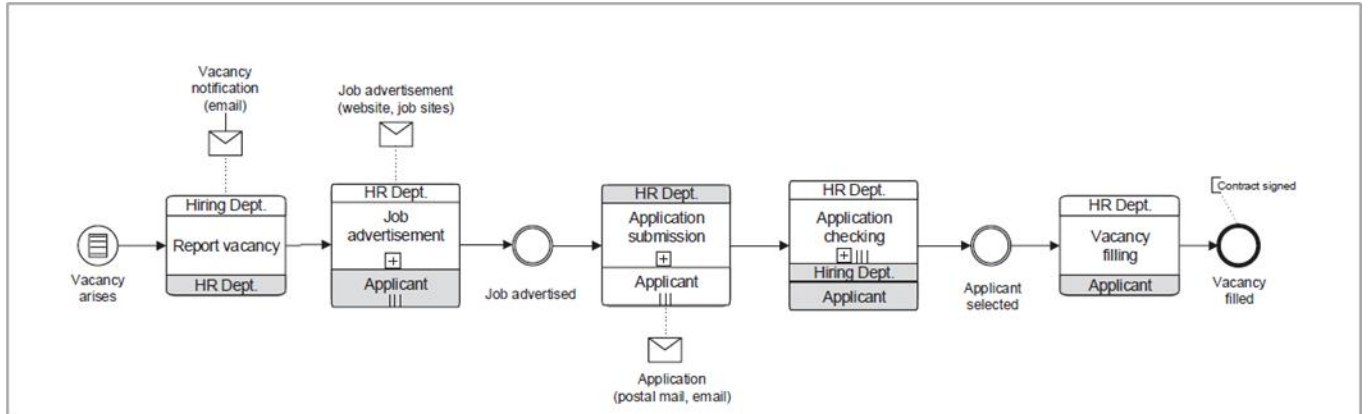 Vacancy
notification
(email)
Job advertisement
(website, job sites)
Vacancy
arises
Hiring Dept.
Report vacancy
HR Dept.
HR Dept.
Job
advertisement
Applicant
Job advertised
HR Dept.
Application
submission
Applicant
Application
(postal mail, email)
HR Dept.
Application
checking
Hiring Dept.
Applicant
Applicant
selected
HR Dept.
Vacancy
filling
Applicant
Contract signed
Vacancy
filled